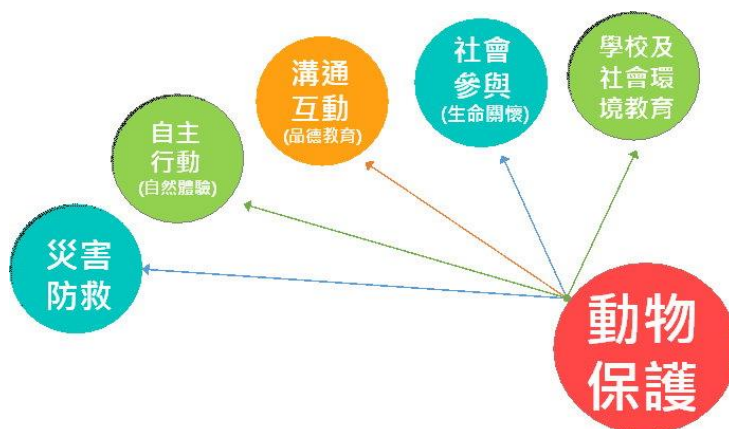 災害
防救
自主
行動
(自然體驗)
溝通
互動
(品德教育)
社會
參與
(生命關懷)
學校及
社會環
境教育
動物
保護